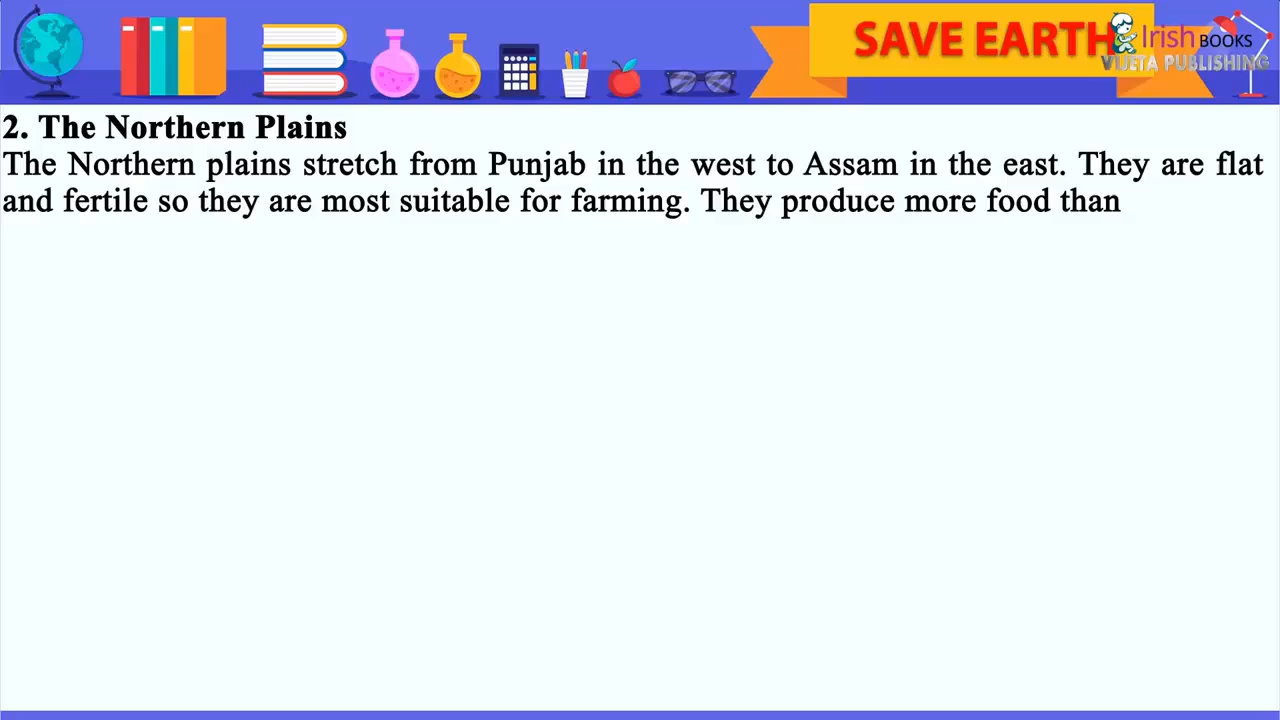 SAVE EARTH
Irish BOOKS
VIJETA PUBLISHING
2. The Northern Plains
The Northern plains stretch from Punjab in the west to Assam in the east. They are flat
and fertile so they are most suitable for farming. They produce more food than